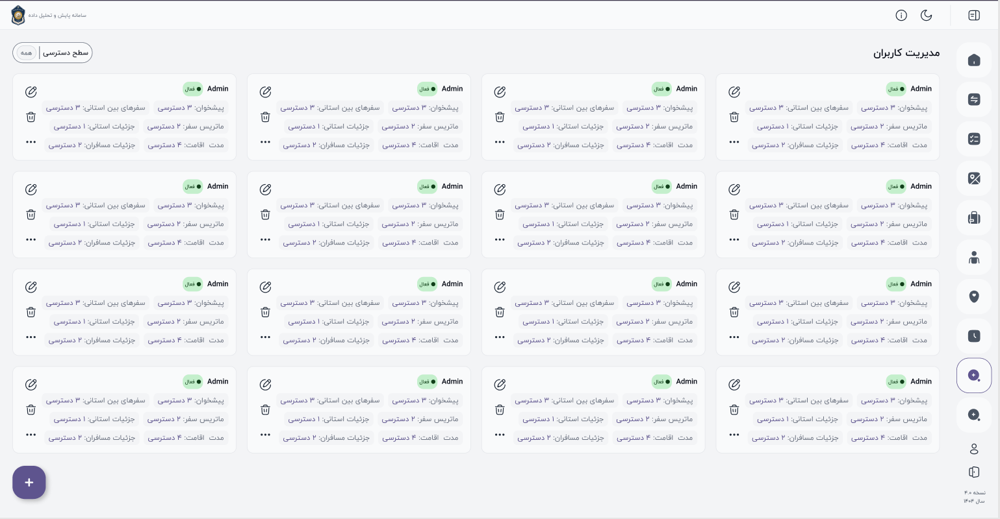 سامانه پایش و تحلیل داده
مدیریت کاربران
سطح دسترسی | همه
Admin فعال
پیشخوان: ۳ دسترسی سفرهای بین استانی: ۳ دسترسی
ماتریس سفر: ۲ دسترسی جزئیات استانی: ۱ دسترسی
مدت اقامت: ۴ دسترسی جزئیات مسافران: ۲ دسترسی
Admin فعال
پیشخوان: ۳ دسترسی سفرهای بین استانی: ۳ دسترسی
ماتریس سفر: ۲ دسترسی جزئیات استانی: ۱ دسترسی
مدت اقامت: ۴ دسترسی جزئیات مسافران: ۲ دسترسی
Admin فعال
پیشخوان: ۳ دسترسی سفرهای بین استانی: ۳ دسترسی
ماتریس سفر: ۲ دسترسی جزئیات استانی: ۱ دسترسی
مدت اقامت: ۴ دسترسی جزئیات مسافران: ۲ دسترسی
Admin فعال
پیشخوان: ۳ دسترسی سفرهای بین استانی: ۳ دسترسی
ماتریس سفر: ۲ دسترسی جزئیات استانی: ۱ دسترسی
مدت اقامت: ۴ دسترسی جزئیات مسافران: ۲ دسترسی
Admin فعال
پیشخوان: ۳ دسترسی سفرهای بین استانی: ۳ دسترسی
ماتریس سفر: ۲ دسترسی جزئیات استانی: ۱ دسترسی
مدت اقامت: ۴ دسترسی جزئیات مسافران: ۲ دسترسی
Admin فعال
پیشخوان: ۳ دسترسی سفرهای بین استانی: ۳ دسترسی
ماتریس سفر: ۲ دسترسی جزئیات استانی: ۱ دسترسی
مدت اقامت: ۴ دسترسی جزئیات مسافران: ۲ دسترسی
Admin فعال
پیشخوان: ۳ دسترسی سفرهای بین استانی: ۳ دسترسی
ماتریس سفر: ۲ دسترسی جزئیات استانی: ۱ دسترسی
مدت اقامت: ۴ دسترسی جزئیات مسافران: ۲ دسترسی
Admin فعال
پیشخوان: ۳ دسترسی سفرهای بین استانی: ۳ دسترسی
ماتریس سفر: ۲ دسترسی جزئیات استانی: ۱ دسترسی
مدت اقامت: ۴ دسترسی جزئیات مسافران: ۲ دسترسی
Admin فعال
پیشخوان: ۳ دسترسی سفرهای بین استانی: ۳ دسترسی
ماتریس سفر: ۲ دسترسی جزئیات استانی: ۱ دسترسی
مدت اقامت: ۴ دسترسی جزئیات مسافران: ۲ دسترسی
Admin فعال
پیشخوان: ۳ دسترسی سفرهای بین استانی: ۳ دسترسی
ماتریس سفر: ۲ دسترسی جزئیات استانی: ۱ دسترسی
مدت اقامت: ۴ دسترسی جزئیات مسافران: ۲ دسترسی
Admin فعال
پیشخوان: ۳ دسترسی سفرهای بین استانی: ۳ دسترسی
ماتریس سفر: ۲ دسترسی جزئیات استانی: ۱ دسترسی
مدت اقامت: ۴ دسترسی جزئیات مسافران: ۲ دسترسی
Admin فعال
پیشخوان: ۳ دسترسی سفرهای بین استانی: ۳ دسترسی
ماتریس سفر: ۲ دسترسی جزئیات استانی: ۱ دسترسی
مدت اقامت: ۴ دسترسی جزئیات مسافران: ۲ دسترسی
Admin فعال
پیشخوان: ۳ دسترسی سفرهای بین استانی: ۳ دسترسی
ماتریس سفر: ۲ دسترسی جزئیات استانی: ۱ دسترسی
مدت اقامت: ۴ دسترسی جزئیات مسافران: ۲ دسترسی
Admin فعال
پیشخوان: ۳ دسترسی سفرهای بین استانی: ۳ دسترسی
ماتریس سفر: ۲ دسترسی جزئیات استانی: ۱ دسترسی
مدت اقامت: ۴ دسترسی جزئیات مسافران: ۲ دسترسی
Admin فعال
پیشخوان: ۳ دسترسی سفرهای بین استانی: ۳ دسترسی
ماتریس سفر: ۲ دسترسی جزئیات استانی: ۱ دسترسی
مدت اقامت: ۴ دسترسی جزئیات مسافران: ۲ دسترسی
Admin فعال
پیشخوان: ۳ دسترسی سفرهای بین استانی: ۳ دسترسی
ماتریس سفر: ۲ دسترسی جزئیات استانی: ۱ دسترسی
مدت اقامت: ۴ دسترسی جزئیات مسافران: ۲ دسترسی
نسخه ۴.۰
سال ۱۴۰۴